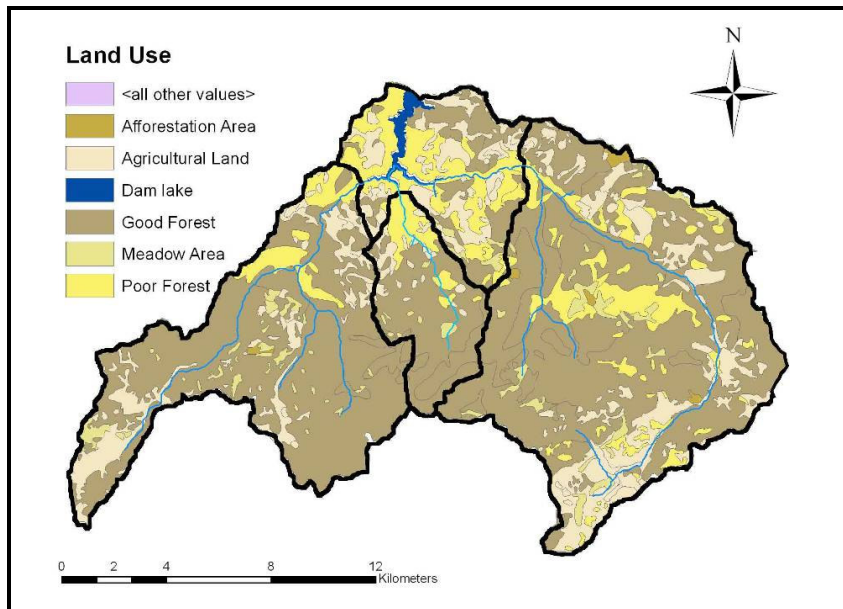 N
Land Use
<all other values>
Afforestation Area
Agricultural Land
Dam lake
Good Forest
Meadow Area
Poor Forest
0 2 4 8 12
Kilometers